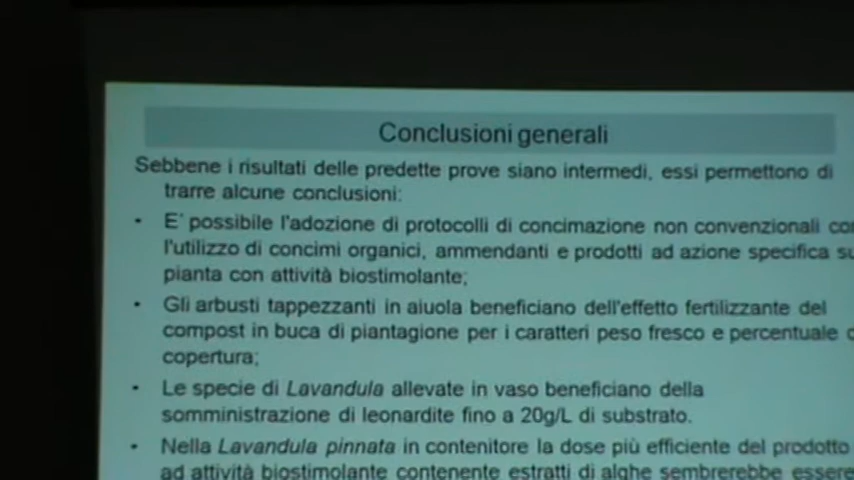 Conclusioni generali
Sebbene i risultati delle predette prove siano intermedi, essi permettono di
trarre alcune conclusioni:
• E' possibile l'adozione di protocolli di concimazione non convenzionali con
l'utilizzo di concimi organici, ammendanti e prodotti ad azione specifica su
pianta con attività biostimolante;
• Gli arbusti tappezzanti in aiuola beneficiano dell'effetto fertilizzante del
compost in buca di piantagione per i caratteri peso fresco e percentuale
copertura;
• Le specie di Lavandula allevate in vaso beneficiano della
somministrazione di leonardite fino a 20g/L di substrato.
• Nella Lavandula pinnata in contenitore la dose più efficiente del prodotto
ad attività biostimolante contenente estratti di alghe sembrerebbe essere